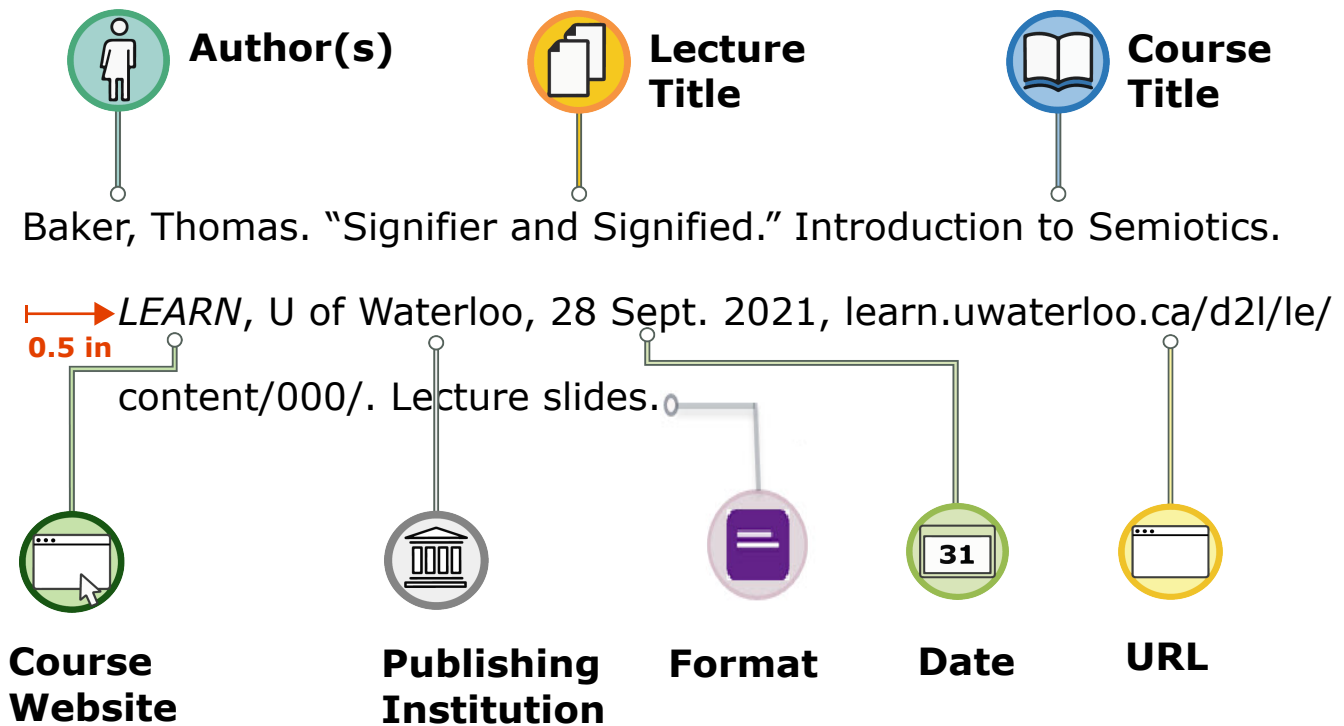 Author(s)
Lecture
Title
Course
Title
Baker, Thomas. “Signifier and Signified.” Introduction to Semiotics.
LEARN, U of Waterloo, 28 Sept. 2021, learn.uwaterloo.ca/d2l/le/
0.5 in
content/000/. Lecture slides.
31
Course
Website
Publishing
Institution
Format
Date
URL